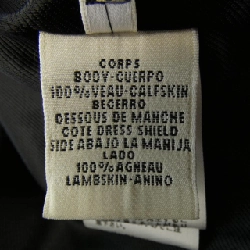 CORPS
BODY-CUERPO
100% VEAU-CALFSKIN
BECERRO
DESSOUS DE MANCHE
COTE DRESS SHIELD
SIDE ABAJO LA MANIJA
LADO
100% AGNEAU
LAMBSKIN-ANINO